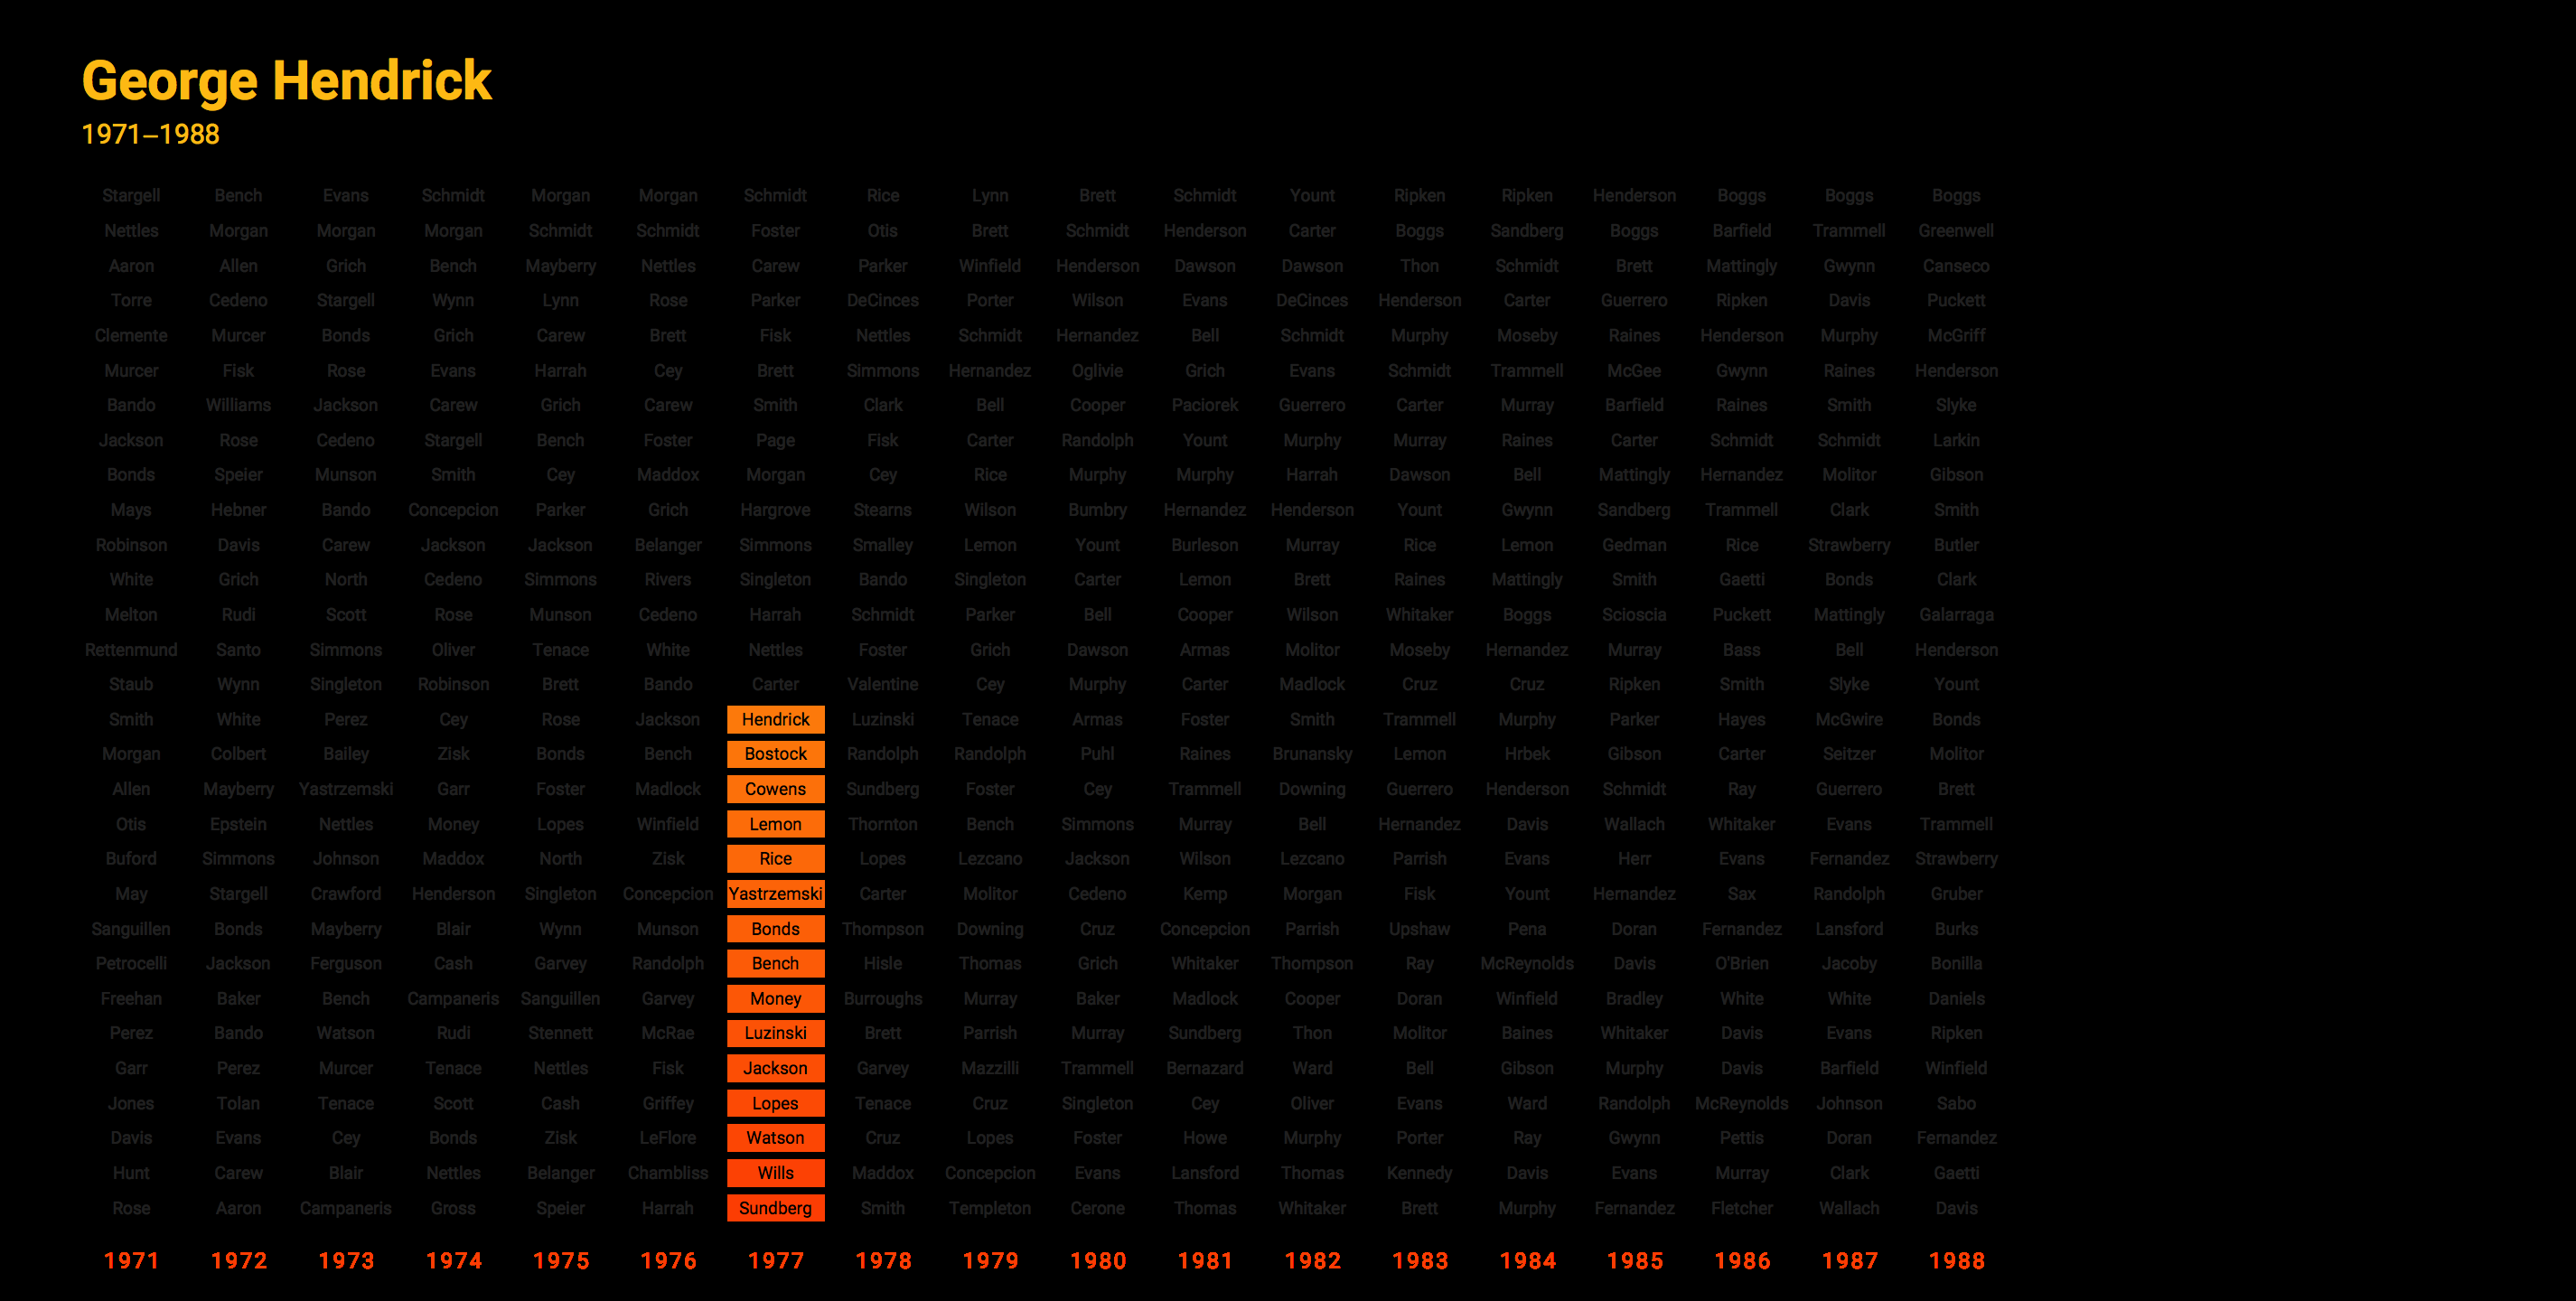 George Hendrick
1971–1988
Stargell Bench Evans Schmidt Morgan Morgan Schmidt Rice Lynn Brett Schmidt Yount Ripken Ripken Henderson Boggs Boggs Boggs
Nettles Morgan Morgan Morgan Schmidt Schmidt Foster Otis Brett Schmidt Henderson Carter Boggs Sandberg Boggs Barfield Trammell Greenwell
Aaron Allen Grich Bench Mayberry Nettles Carew Parker Winfield Henderson Dawson Dawson Thon Schmidt Brett Mattingly Gwynn Canseco
Torre Cedeno Stargell Wynn Lynn Rose Parker DeCinces Porter Wilson Evans DeCinces Henderson Carter Guerrero Ripken Davis Puckett
Clemente Murcer Bonds Grich Carew Brett Fisk Nettles Schmidt Hernandez Bell Schmidt Murphy Moseby Raines Henderson Murphy McGriff
Murcer Fisk Rose Evans Harrah Cey Brett Simmons Hernandez Oglivie Grich Evans Schmidt Trammell McGee Gwynn Raines Henderson
Bando Williams Jackson Carew Grich Carew Smith Clark Bell Cooper Paciorek Guerrero Carter Murray Barfield Raines Smith Slyke
Jackson Rose Cedeno Stargell Bench Foster Page Fisk Carter Randolph Yount Murphy Murray Raines Carter Schmidt Schmidt Larkin
Bonds Speier Munson Smith Cey Maddox Morgan Cey Rice Murphy Murphy Harrah Dawson Bell Mattingly Hernandez Molitor Gibson
Mays Hebner Bando Concepcion Parker Grich Hargrove Stearns Wilson Bumbry Hernandez Henderson Yount Gwynn Sandberg Trammell Clark Smith
Robinson Davis Carew Jackson Jackson Belanger Simmons Smalley Lemon Yount Burleson Murray Rice Lemon Gedman Rice Strawberry Butler
White Grich North Cedeno Simmons Rivers Singleton Bando Singleton Carter Lemon Brett Raines Mattingly Smith Gaetti Bonds Clark
Melton Rudi Scott Rose Munson Cedeno Harrah Schmidt Parker Bell Cooper Wilson Whitaker Boggs Scioscia Puckett Mattingly Galarraga
Rettenmund Santo Simmons Oliver Tenace White Nettles Foster Grich Dawson Armas Molitor Moseby Hernandez Murray Bass Bell Henderson
Staub Wynn Singleton Robinson Brett Bando Carter Valentine Cey Murphy Carter Madlock Cruz Cruz Ripken Smith Slyke Yount
Smith White Perez Cey Rose Jackson Hendrick Luzinski Tenace Armas Foster Smith Trammell Murphy Parker Hayes McGwire Bonds
Morgan Colbert Bailey Zisk Bonds Bench Bostock Randolph Randolph Puhl Raines Brunansky Lemon Hrbek Gibson Carter Seitzer Molitor
Allen Mayberry Yastrzemski Garr Foster Madlock Cowens Sundberg Foster Cey Trammell Downing Guerrero Henderson Schmidt Ray Guerrero Brett
Otis Epstein Nettles Money Lopes Winfield Lemon Thornton Bench Simmons Murray Bell Hernandez Davis Wallach Whitaker Evans Trammell
Buford Simmons Johnson Maddox North Zisk Rice Lopes Lezcano Jackson Wilson Lezcano Parrish Evans Herr Evans Fernandez Strawberry
May Stargell Crawford Henderson Singleton Concepcion Yastrzemski Carter Molitor Cedeno Kemp Morgan Fisk Yount Hernandez Sax Randolph Gruber
Sanguillen Bonds Mayberry Blair Wynn Munson Bonds Thompson Downing Cruz Concepcion Parrish Upshaw Pena Doran Fernandez Lansford Burks
Petrocelli Jackson Ferguson Cash Garvey Randolph Bench Hisle Thomas Grich Whitaker Thompson Ray McReynolds Davis O'Brien Jacoby Bonilla
Freehan Baker Bench Campaneris Sanguillen Garvey Money Burroughs Murray Baker Madlock Cooper Doran Winfield Bradley White White Daniels
Perez Bando Watson Rudi Stennett McRae Luzinski Brett Parrish Murray Sundberg Thon Molitor Baines Whitaker Davis Evans Ripken
Garr Perez Murcer Tenace Nettles Fisk Jackson Garvey Mazzilli Trammell Bernazard Ward Bell Gibson Murphy Davis Barfield Winfield
Jones Tolan Tenace Scott Cash Griffey Lopes Tenace Cruz Singleton Cey Oliver Evans Ward Randolph McReynolds Johnson Sabo
Davis Evans Cey Bonds Zisk LeFlore Watson Cruz Lopes Foster Howe Murphy Porter Ray Gwynn Pettis Doran Fernandez
Hunt Carew Blair Nettles Belanger Chambliss Wills Maddox Concepcion Evans Lansford Thomas Kennedy Davis Evans Murray Clark Gaetti
Rose Aaron Campaneris Gross Speier Harrah Sundberg Smith Templeton Cerone Thomas Whitaker Brett Murphy Fernandez Fletcher Wallach Davis
1971 1972 1973 1974 1975 1976 1977 1978 1979 1980 1981 1982 1983 1984 1985 1986 1987 1988